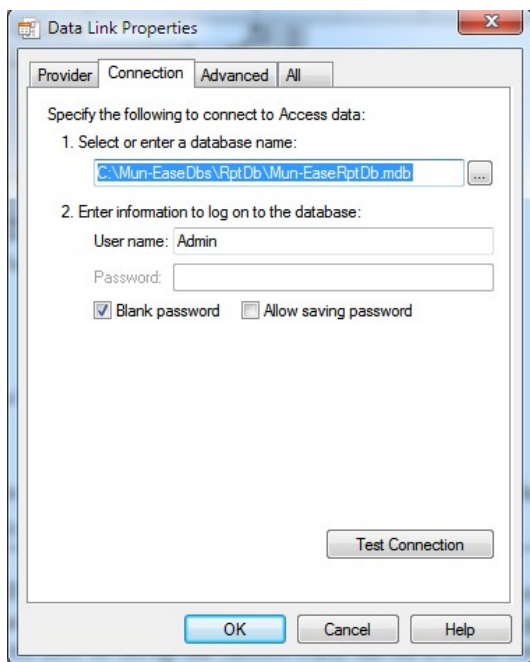 Data Link Properties
Provider Connection Advanced All
Specify the following to connect to Access data:
1. Select or enter a database name:
C:\Mun-EaseDbs\RptDb\Mun-EaseRptDb.mdb ...
2. Enter information to log on to the database:
User name: Admin
Password:
Blank password Allow saving password
Test Connection
OK Cancel Help